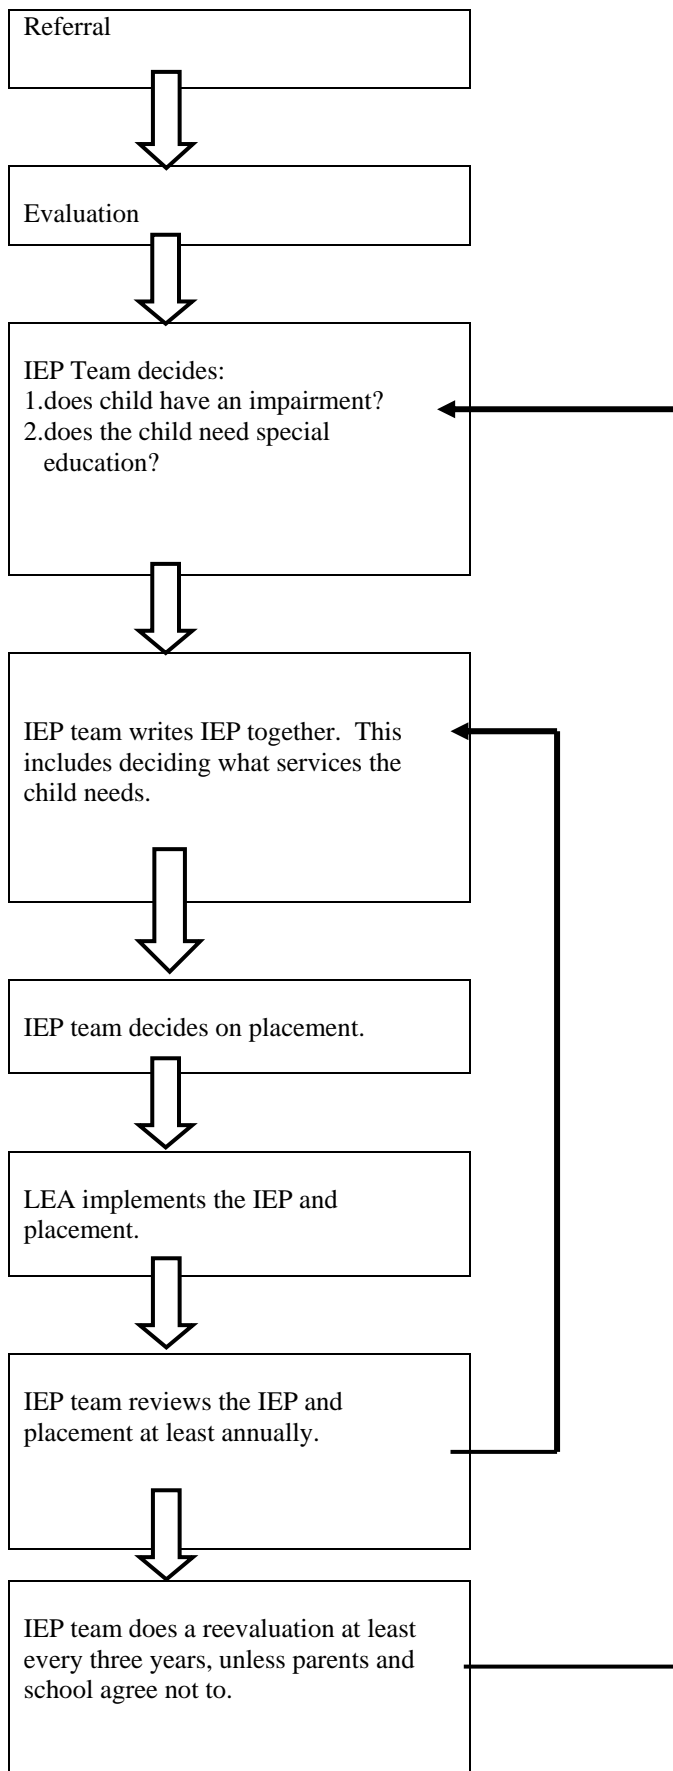 Referral
Evaluation
IEP Team decides:
1.does child have an impairment?
2.does the child need special
education?
IEP team writes IEP together.  This
includes deciding what services the
child needs.
IEP team decides on placement.
LEA implements the IEP and
placement.
IEP team reviews the IEP and
placement at least annually.
IEP team does a reevaluation at least
every three years, unless parents and
school agree not to.